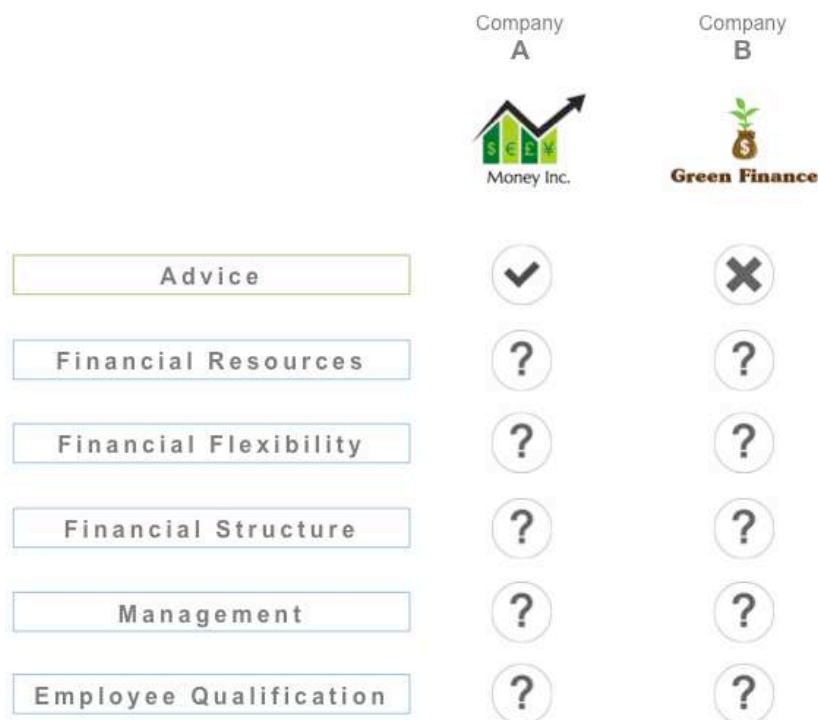 Company Company
A B
$ € £ ¥ $
Money Inc. Green Finance
Advice
Financial Resources ? ?
Financial Flexibility ? ?
Financial Structure ? ?
Management ? ?
Employee Qualification ? ?